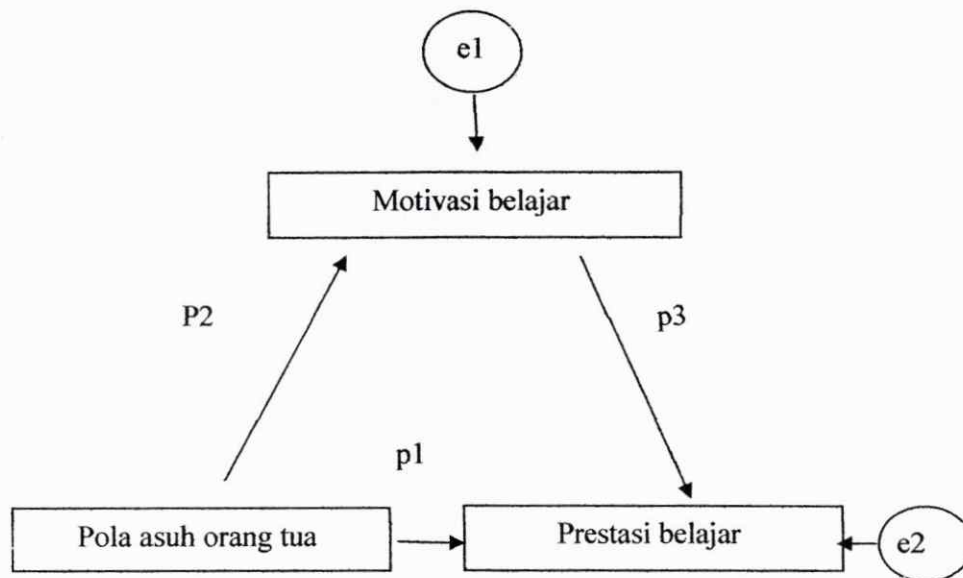 e1
Motivasi belajar
P2
p3
p1
Pola asuh orang tua
Prestasi belajar
e2